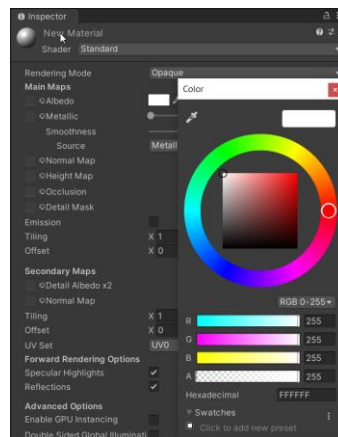 Inspector
New Material
Shader Standard
Rendering Mode Opaque
Main Maps
Albedo
Metallic
Smoothness
Source Metall
Normal Map
Height Map
Occlusion
Detail Mask
Emission
Tiling X 1
Offset X 0
Secondary Maps
Detail Albedo x2
Normal Map
Tiling X 1
Offset X 0
UV Set UV0
Forward Rendering Options
Specular Highlights
Reflections
Advanced Options
Enable GPU Instancing
Double Sided Global Illuminati
Color
RGB 0-255
R 255
G 255
B 255
A 255
Hexadecimal FFFFFF
Swatches
Click to add new preset